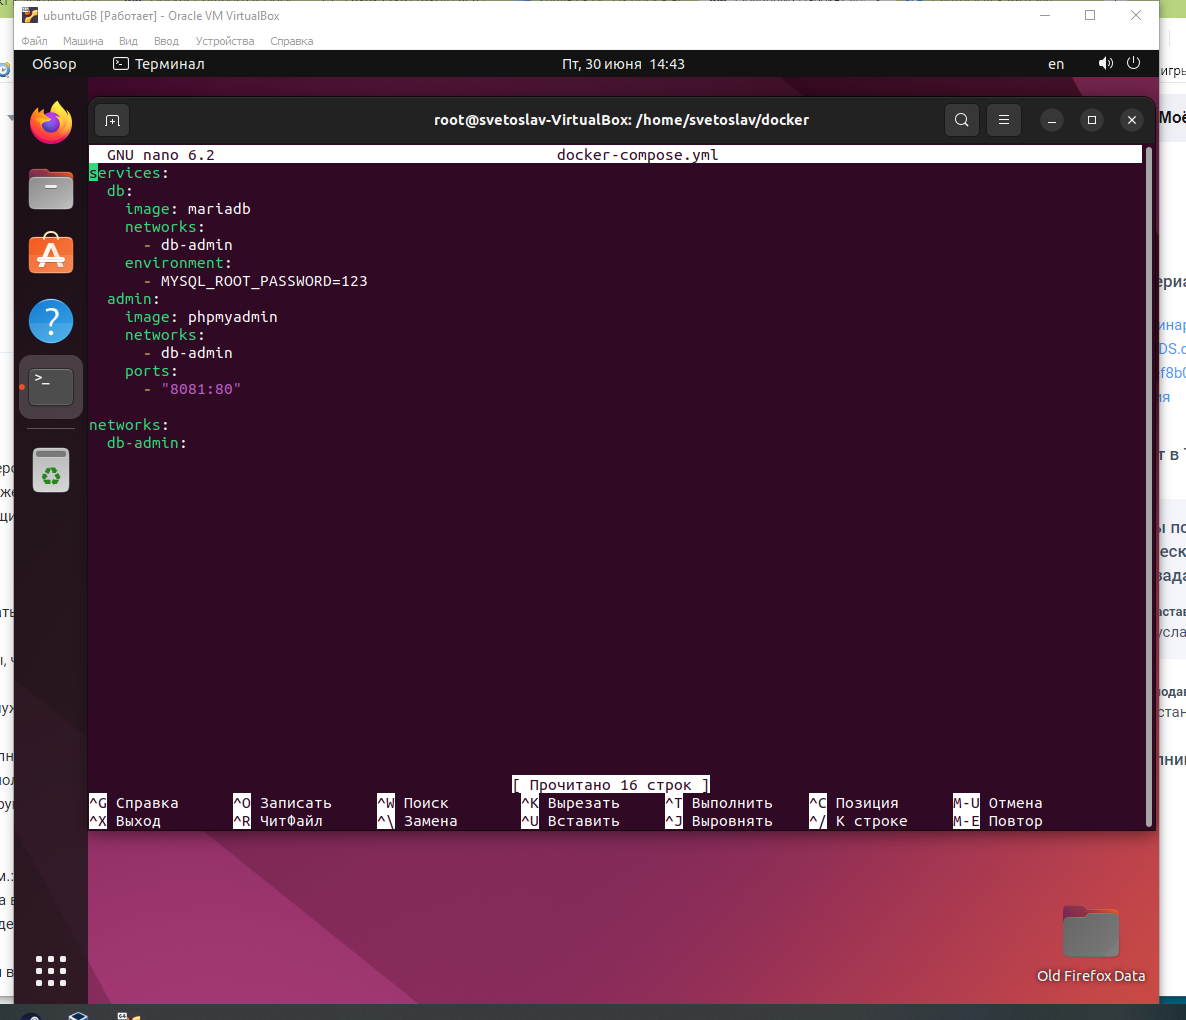 ubuntuGB [Работает] - Oracle VM VirtualBox
Файл Машина Вид Ввод Устройства Справка
Обзор Терминал Пт, 30 июня 14:43 en
root@svetoslav-VirtualBox: /home/svetoslav/docker
GNU nano 6.2 docker-compose.yml
services:
  db:
    image: mariadb
    networks:
      - db-admin
    environment:
      - MYSQL_ROOT_PASSWORD=123
  admin:
    image: phpmyadmin
    networks:
      - db-admin
    ports:
      - "8081:80"
networks:
  db-admin:
[ Прочитано 16 строк ]
^G Справка ^O Записать ^W Поиск ^K Вырезать ^T Выполнить ^C Позиция M-U Отмена
^X Выход ^R ЧитФайл ^\ Замена ^U Вставить ^J Выровнять ^/ К строке M-E Повтор
Old Firefox Data